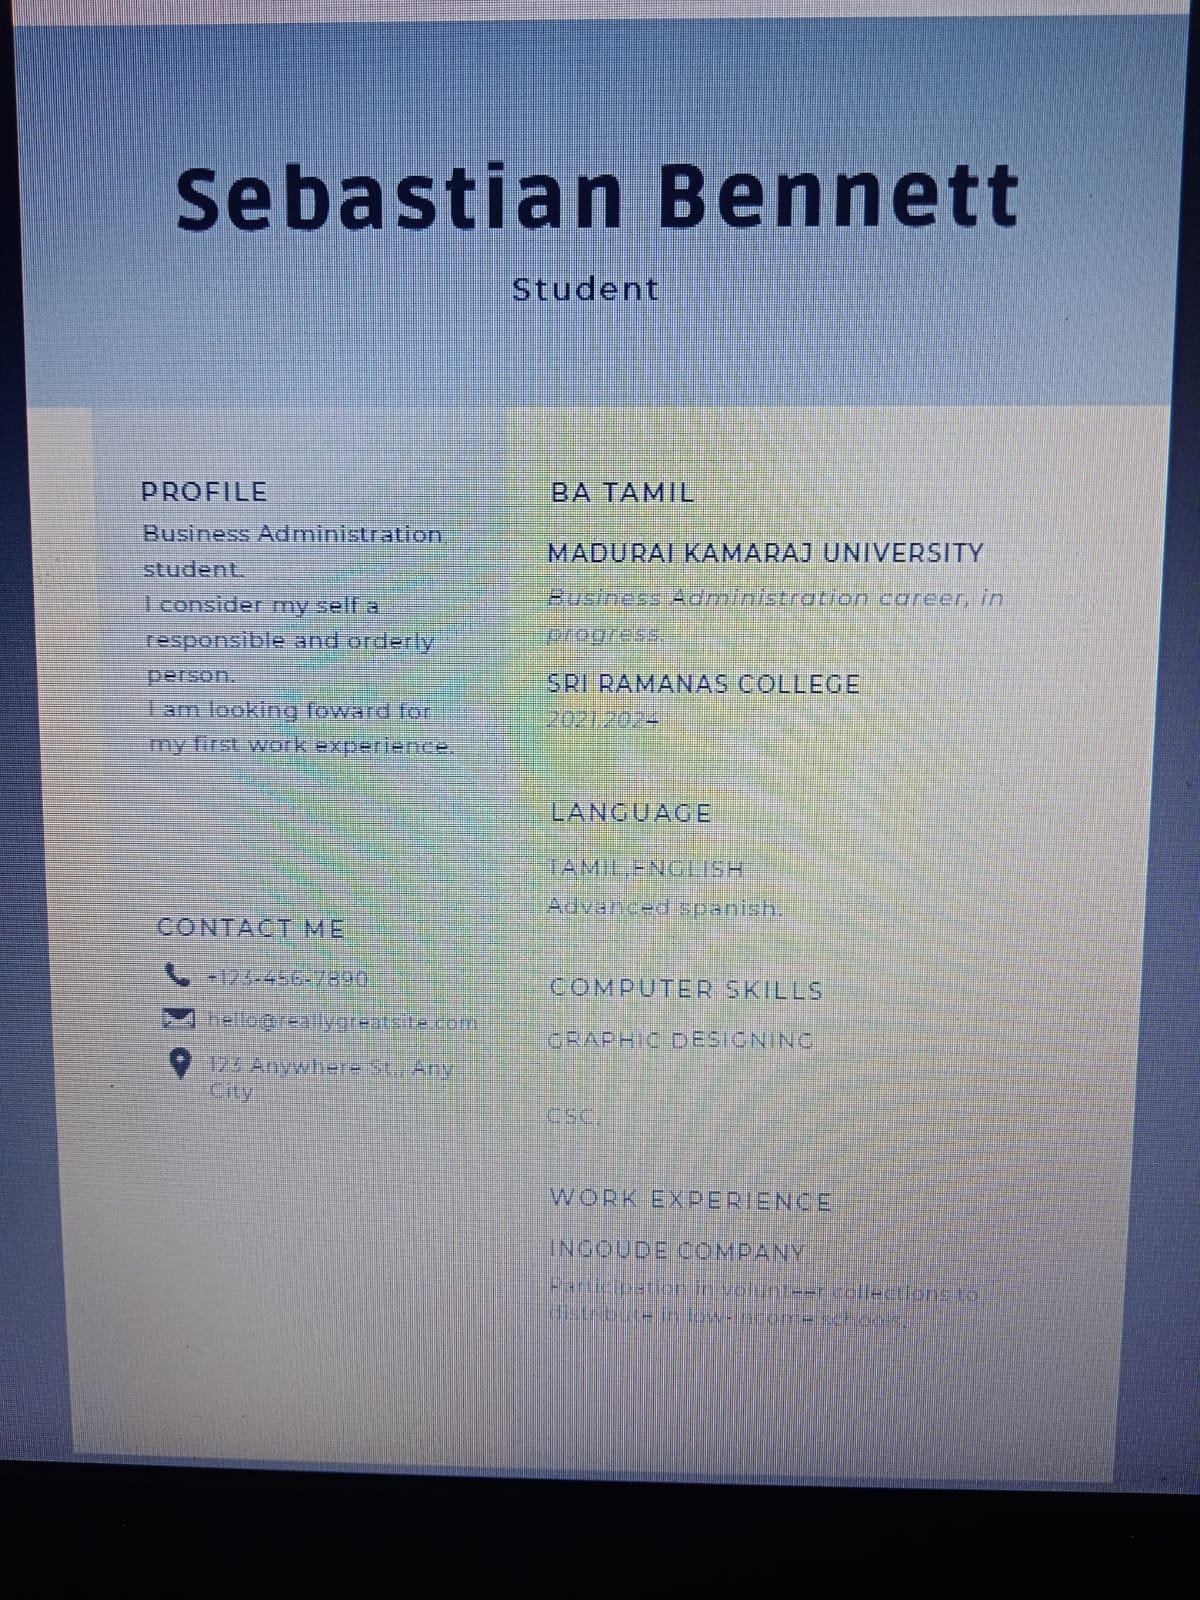 Sebastian Bennett
Student
PROFILE
Business Administration
student.
I consider my self a
responsible and orderly
person.
I am looking foward for
my first work experience.
CONTACT ME
+123-456-7890
hello@reallygreatsite.com
123 Anywhere St., Any
City
BA TAMIL
MADURAI KAMARAJ UNIVERSITY
Business Administration career, in
progress.
SRI RAMANAS COLLEGE
2021,2024
LANGUAGE
TAMIL,ENGLISH
Advanced spanish.
COMPUTER SKILLS
GRAPHIC DESIGNING
CSC,
WORK EXPERIENCE
INGOUDE COMPANY
Participation in volunteer collections to
distribute in low-income schools.